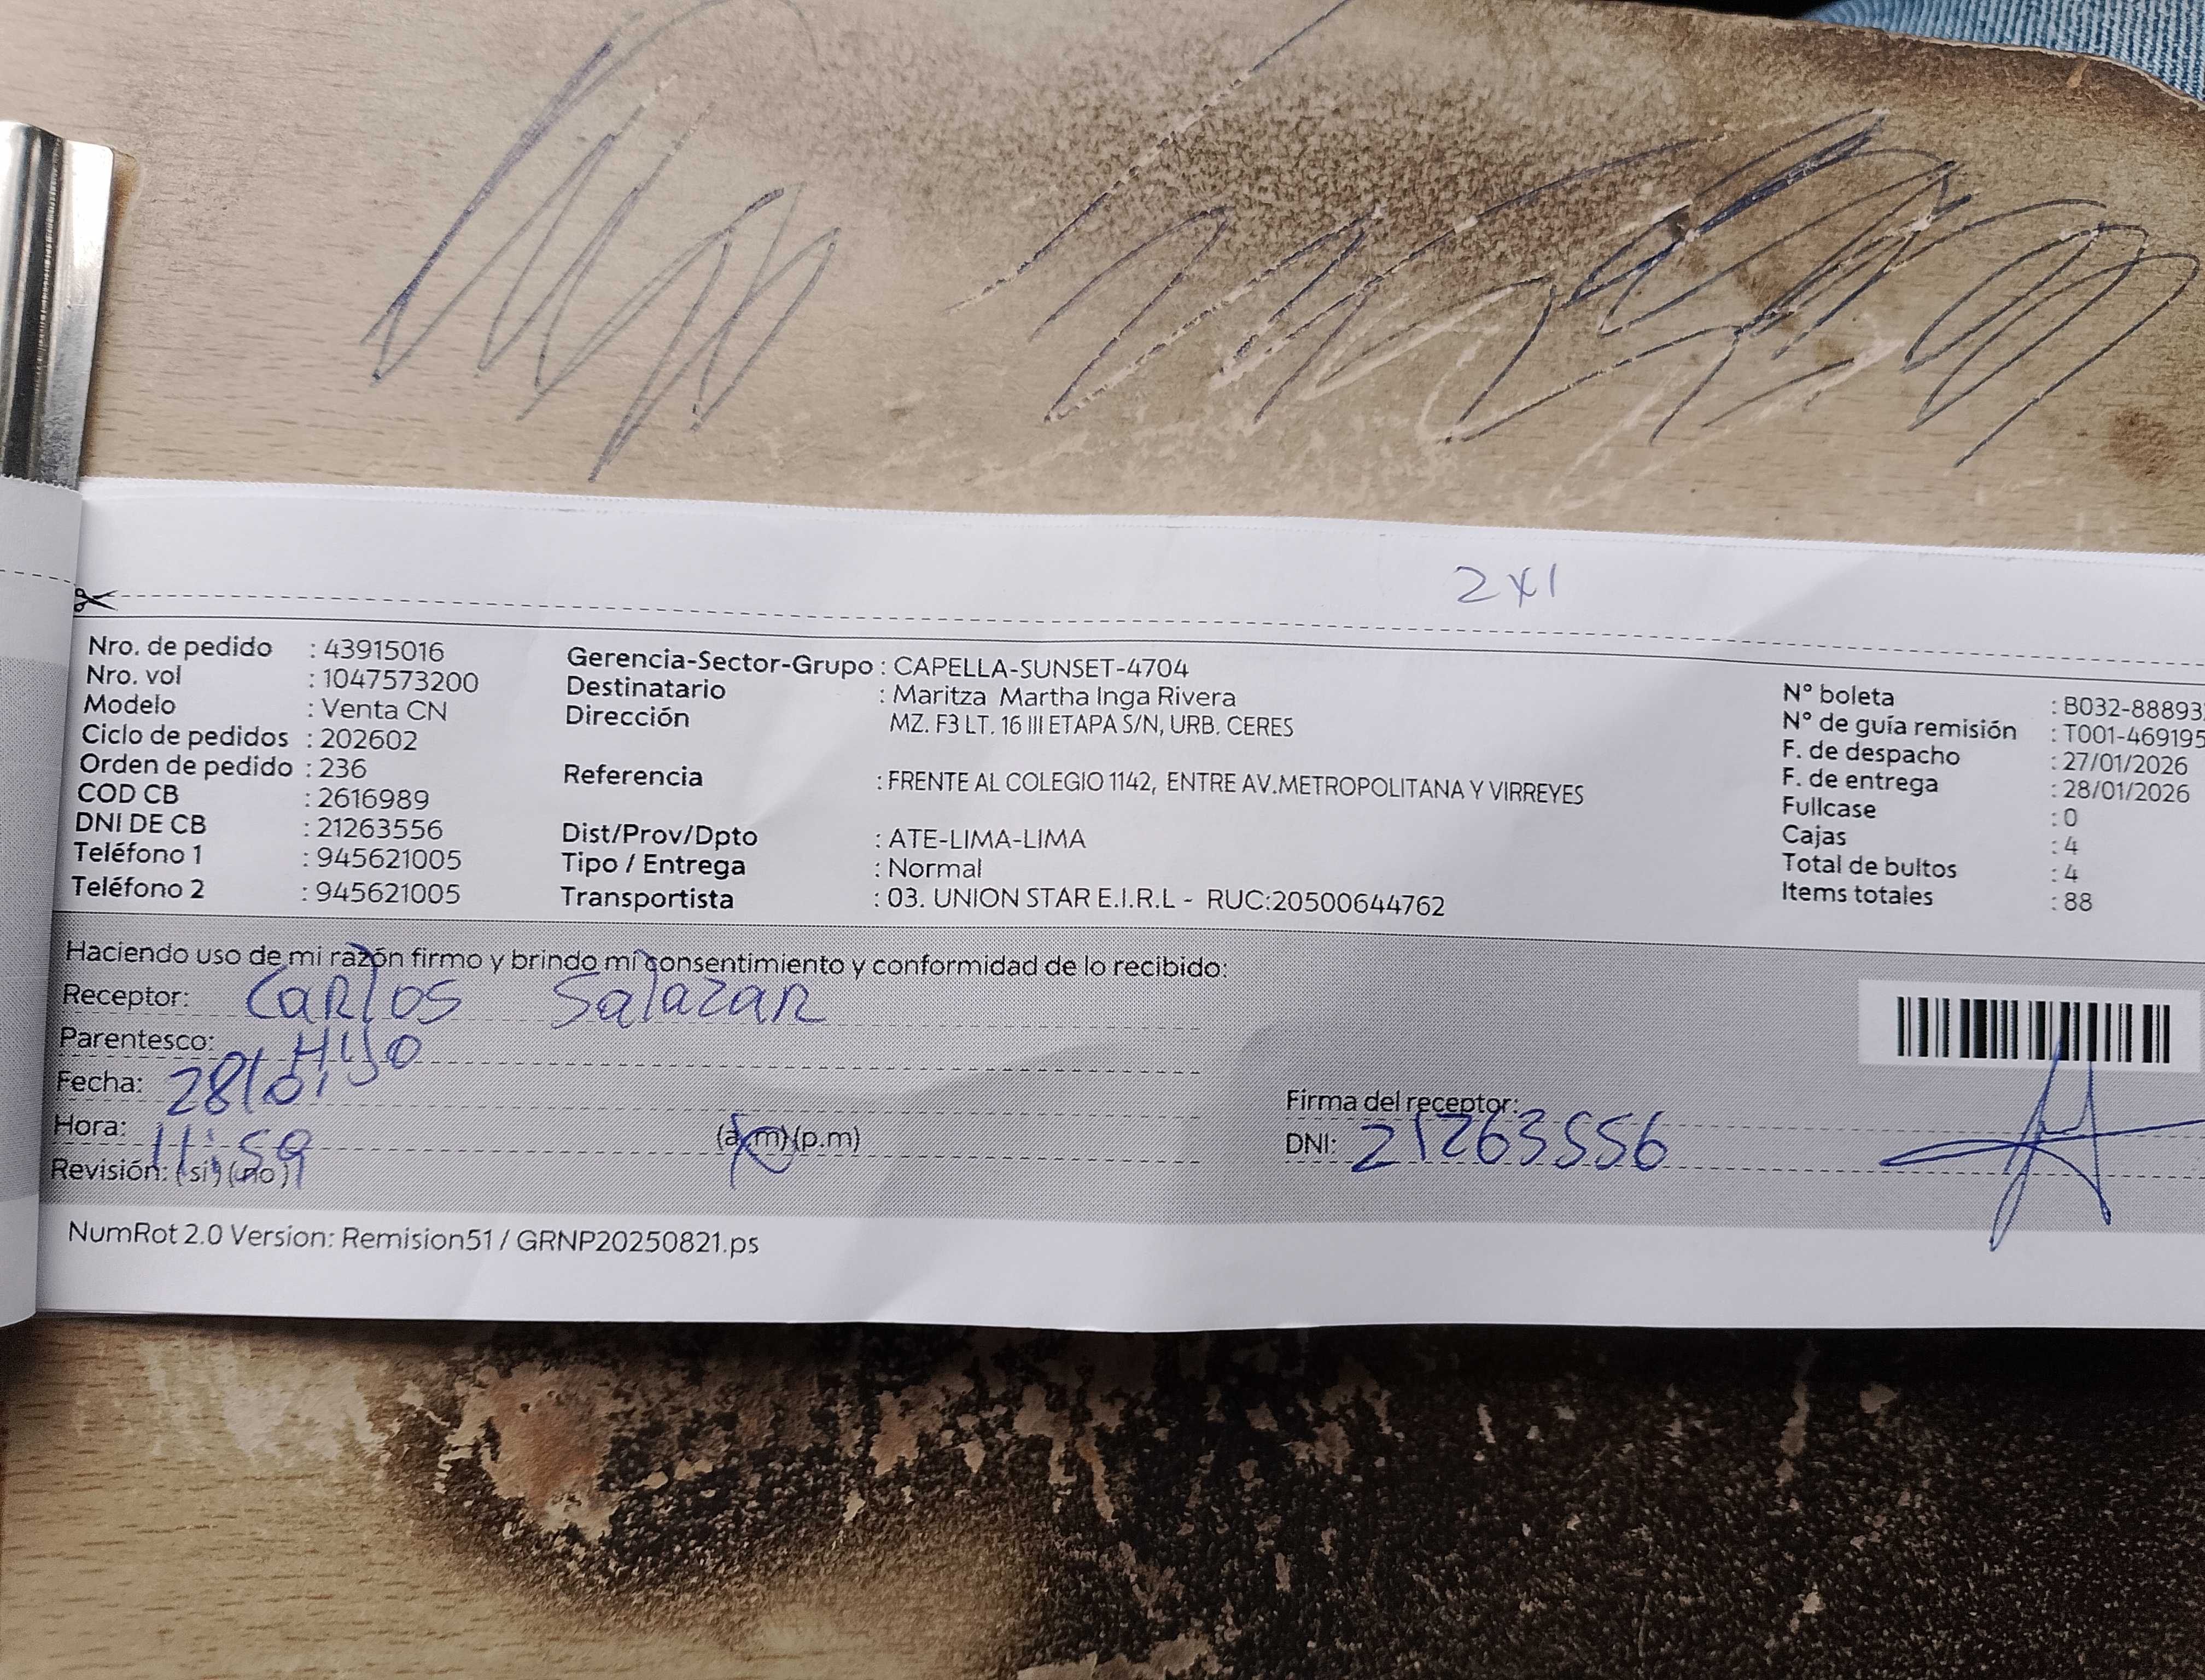 2x1
Nro. de pedido : 43915016
Nro. vol : 1047573200
Modelo : Venta CN
Ciclo de pedidos : 202602
Orden de pedido : 236
COD CB : 2616989
DNI DE CB : 21263556
Teléfono 1 : 945621005
Teléfono 2 : 945621005
Gerencia-Sector-Grupo : CAPELLA-SUNSET-4704
Destinatario : Maritza Martha Inga Rivera
Dirección MZ. F3 LT. 16 III ETAPA S/N, URB. CERES
Referencia : FRENTE AL COLEGIO 1142, ENTRE AV.METROPOLITANA Y VIRREYES
Dist/Prov/Dpto : ATE-LIMA-LIMA
Tipo / Entrega : Normal
Transportista : 03. UNION STAR E.I.R.L - RUC:20500644762
N° boleta : B032-88893
N° de guía remisión : T001-469195
F. de despacho : 27/01/2026
F. de entrega : 28/01/2026
Fullcase : 0
Cajas : 4
Total de bultos : 4
Items totales : 88
Haciendo uso de mi razón firmo y brindo mi consentimiento y conformidad de lo recibido:
Receptor: Carlos Salazar
Parentesco: Hijo
Fecha: 28/01
Hora: 11:59 (a.m)(p.m)
Revisión: (si) (no)
Firma del receptor:
DNI: 21263556
NumRot 2.0 Version: Remision51 / GRNP20250821.ps